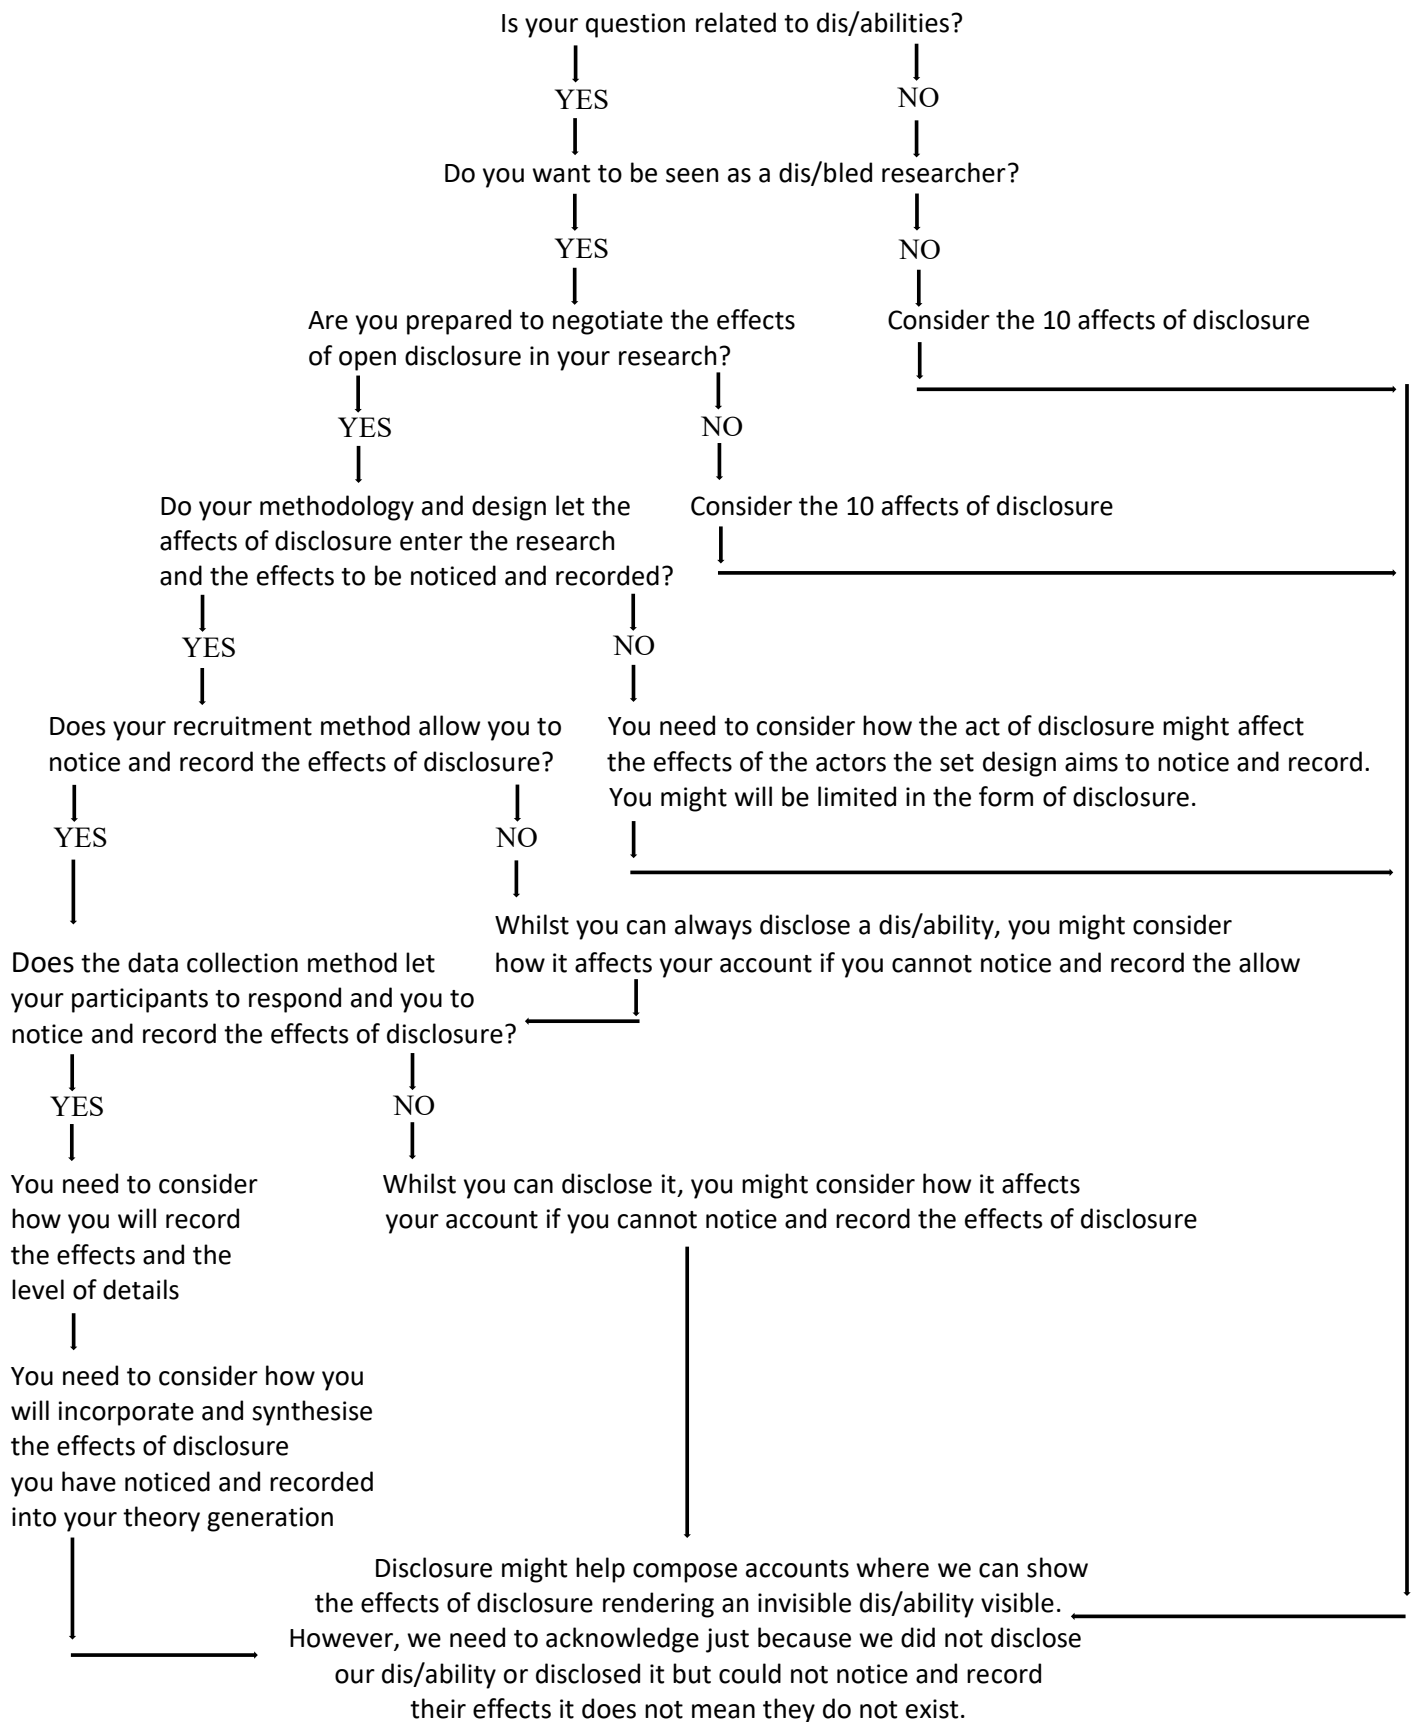 Is your question related to dis/abilities?
YES
NO
Do you want to be seen as a dis/bled researcher?
YES
NO
Are you prepared to negotiate the effects
of open disclosure in your research?
Consider the 10 affects of disclosure
YES
NO
Do your methodology and design let the
affects of disclosure enter the research
and the effects to be noticed and recorded?
Consider the 10 affects of disclosure
YES
NO
Does your recruitment method allow you to
notice and record the effects of disclosure?
You need to consider how the act of disclosure might affect
the effects of the actors the set design aims to notice and record.
You might will be limited in the form of disclosure.
YES
NO
Whilst you can always disclose a dis/ability, you might consider
how it affects your account if you cannot notice and record the allow
Does the data collection method let
your participants to respond and you to
notice and record the effects of disclosure?
YES
NO
You need to consider
how you will record
the effects and the
level of details
Whilst you can disclose it, you might consider how it affects
your account if you cannot notice and record the effects of disclosure
You need to consider how you
will incorporate and synthesise
the effects of disclosure
you have noticed and recorded
into your theory generation
Disclosure might help compose accounts where we can show
the effects of disclosure rendering an invisible dis/ability visible.
However, we need to acknowledge just because we did not disclose
our dis/ability or disclosed it but could not notice and record
their effects it does not mean they do not exist.